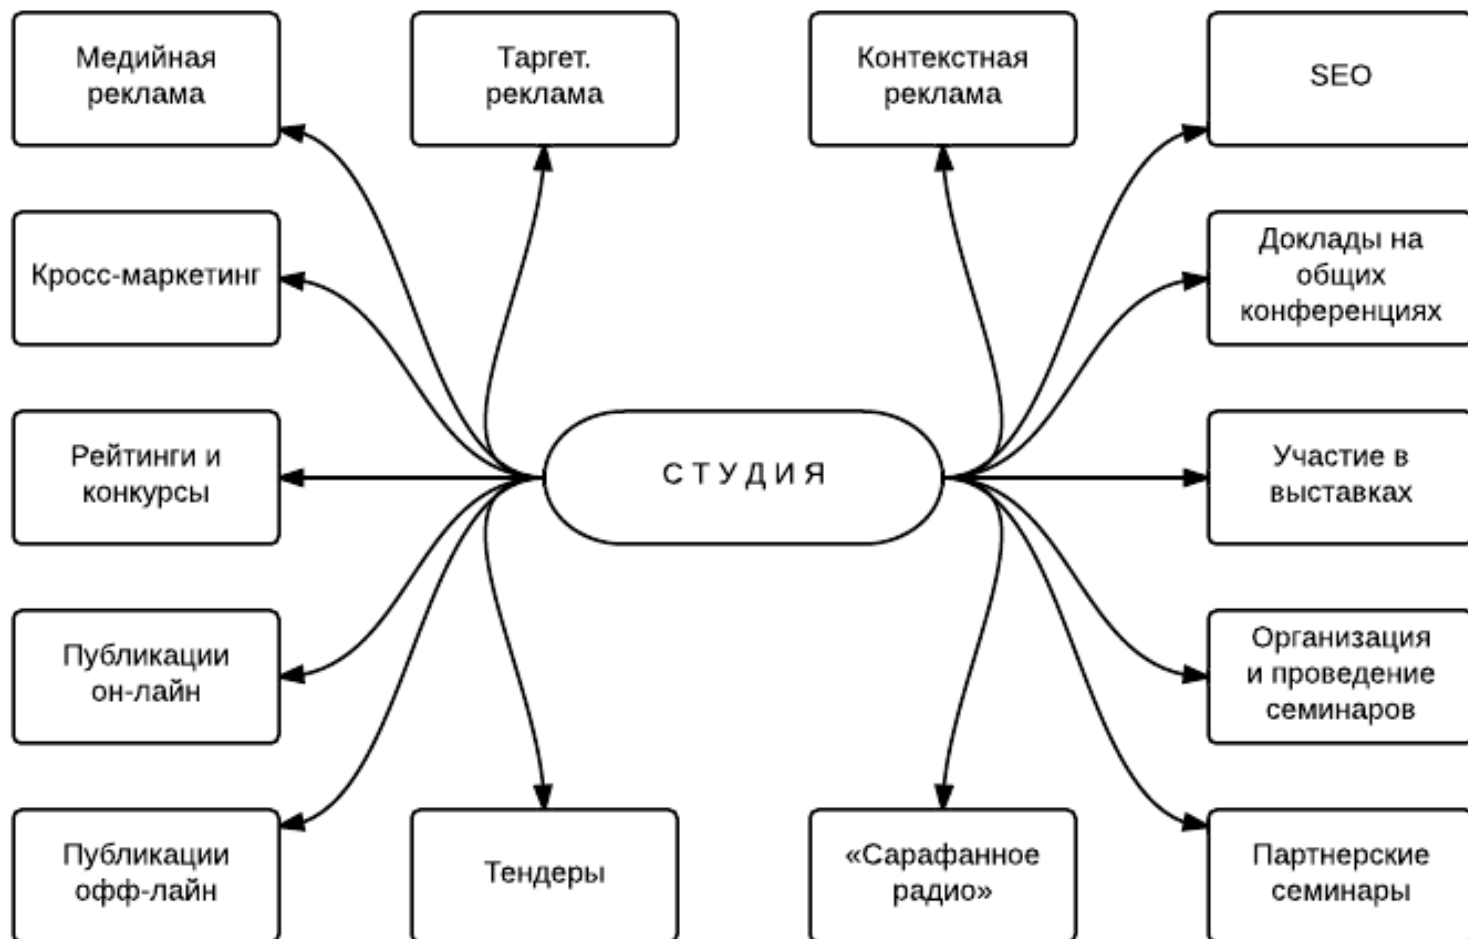 Медийная
реклама
Таргет.
реклама
Контекстная
реклама
SEO
Кросс-маркетинг
Доклады на
общих
конференциях
Рейтинги и
конкурсы
С Т У Д И Я
Участие в
выставках
Публикации
он-лайн
Организация
и проведение
семинаров
Публикации
офф-лайн
Тендеры
«Сарафанное
радио»
Партнерские
семинары